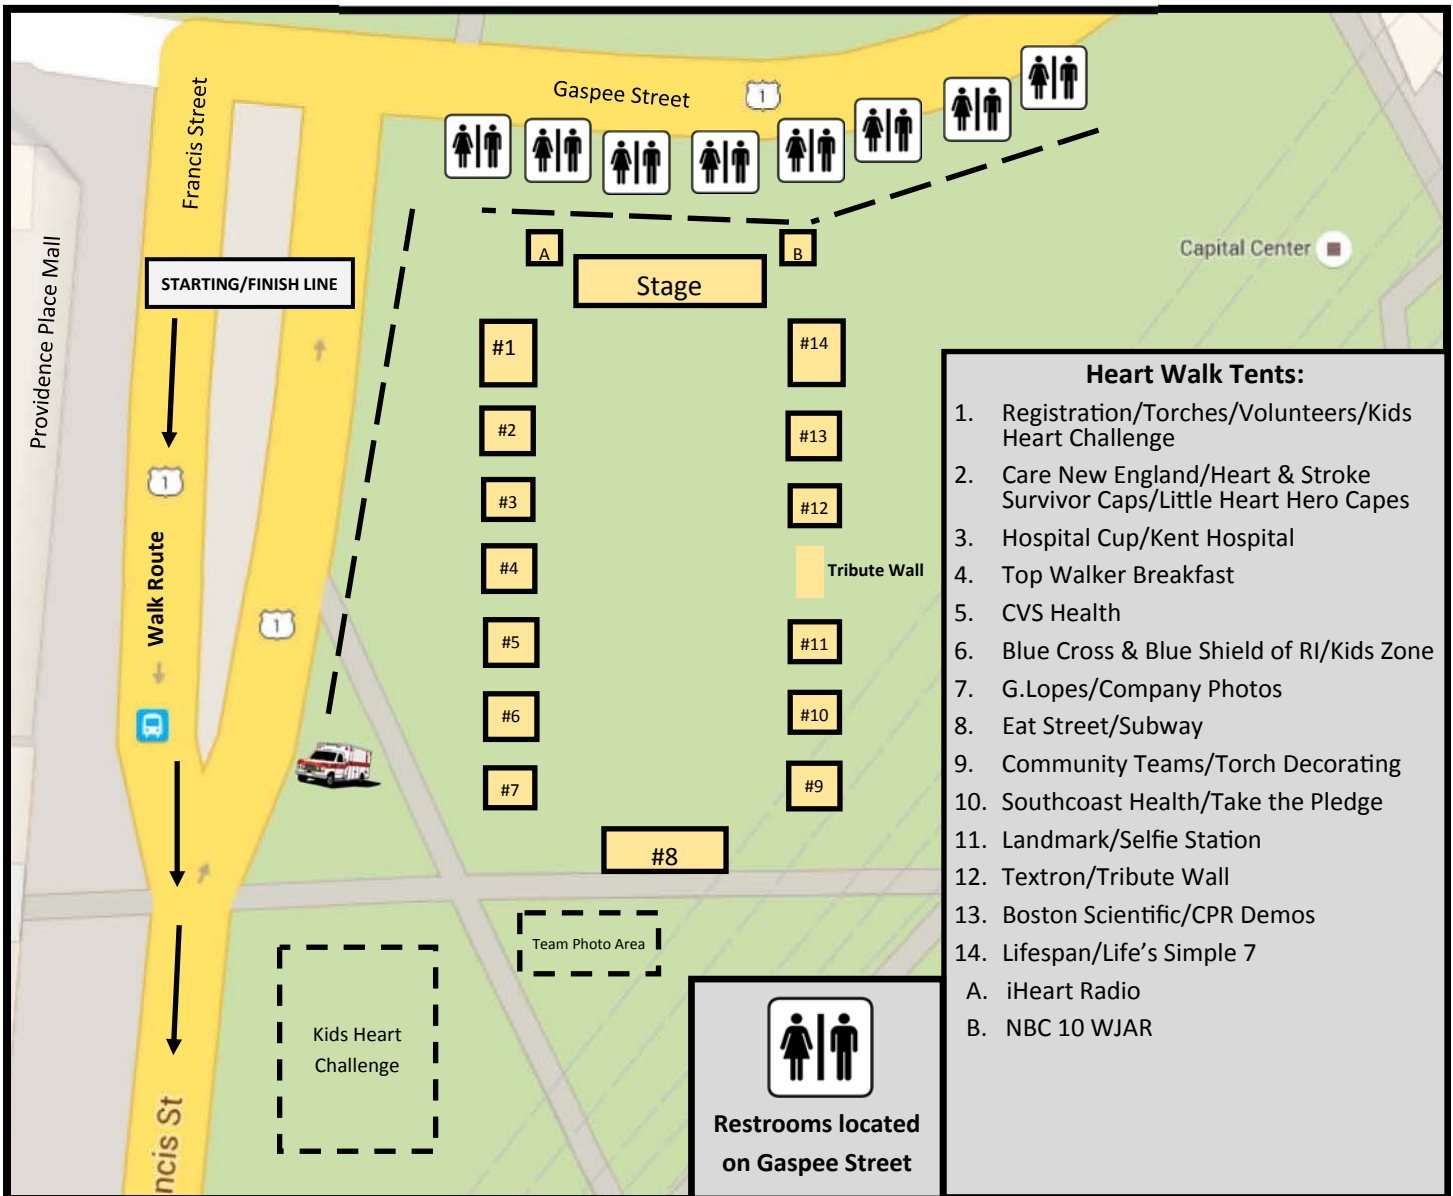 Gaspee Street
1
Francis Street
Providence Place Mall
STARTING/FINISH LINE
A
B
Stage
Capital Center
#1
#14
#2
#13
#3
#12
#4
Tribute Wall
#5
#11
#6
#10
#7
#9
#8
1
Walk Route
1
Team Photo Area
Kids Heart
Challenge
ncis St
Restrooms located
on Gaspee Street
Heart Walk Tents:
1. Registration/Torches/Volunteers/Kids
Heart Challenge
2. Care New England/Heart & Stroke
Survivor Caps/Little Heart Hero Capes
3. Hospital Cup/Kent Hospital
4. Top Walker Breakfast
5. CVS Health
6. Blue Cross & Blue Shield of RI/Kids Zone
7. G.Lopes/Company Photos
8. Eat Street/Subway
9. Community Teams/Torch Decorating
10. Southcoast Health/Take the Pledge
11. Landmark/Selfie Station
12. Textron/Tribute Wall
13. Boston Scientific/CPR Demos
14. Lifespan/Life’s Simple 7
A. iHeart Radio
B. NBC 10 WJAR